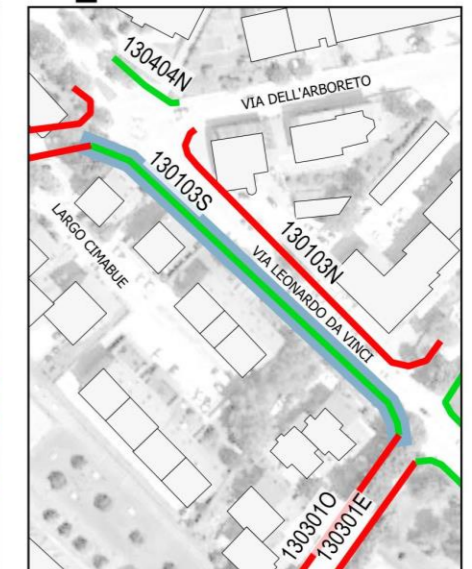 130404N
VIA DELL'ARBORETO
130103S
130103N
LARGO CIMABUE
VIA LEONARDO DA VINCI
130301O
130301E